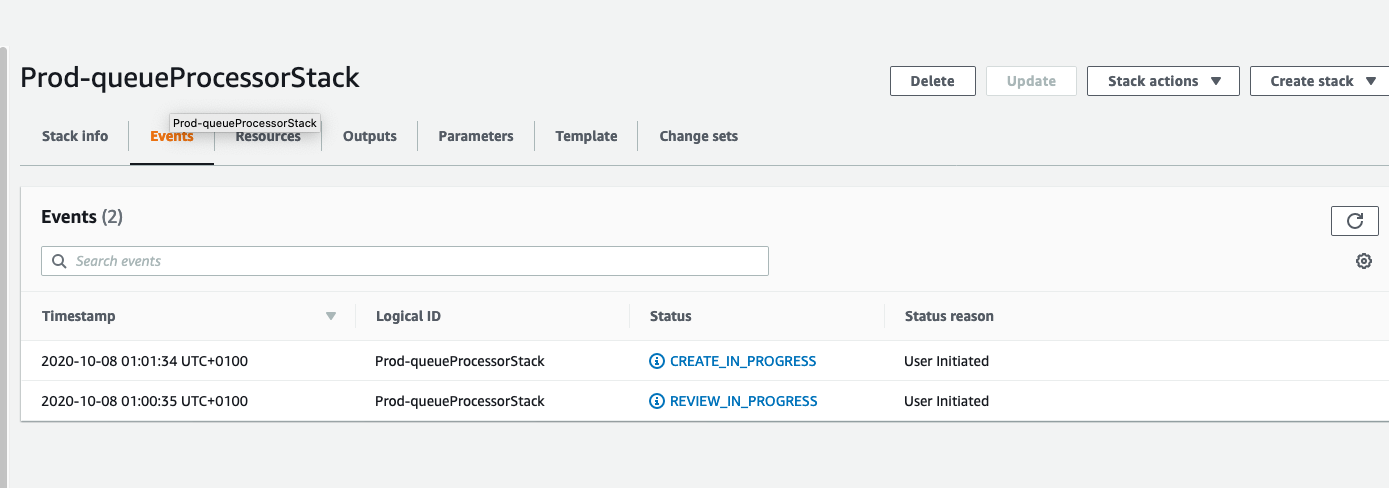 Prod-queueProcessorStack
Delete Update Stack actions Create stack
Prod-queueProcessorStack
Stack info Events Resources Outputs Parameters Template Change sets
Events (2)
Search events
Timestamp Logical ID Status Status reason
2020-10-08 01:01:34 UTC+0100 Prod-queueProcessorStack CREATE_IN_PROGRESS User Initiated
2020-10-08 01:00:35 UTC+0100 Prod-queueProcessorStack REVIEW_IN_PROGRESS User Initiated